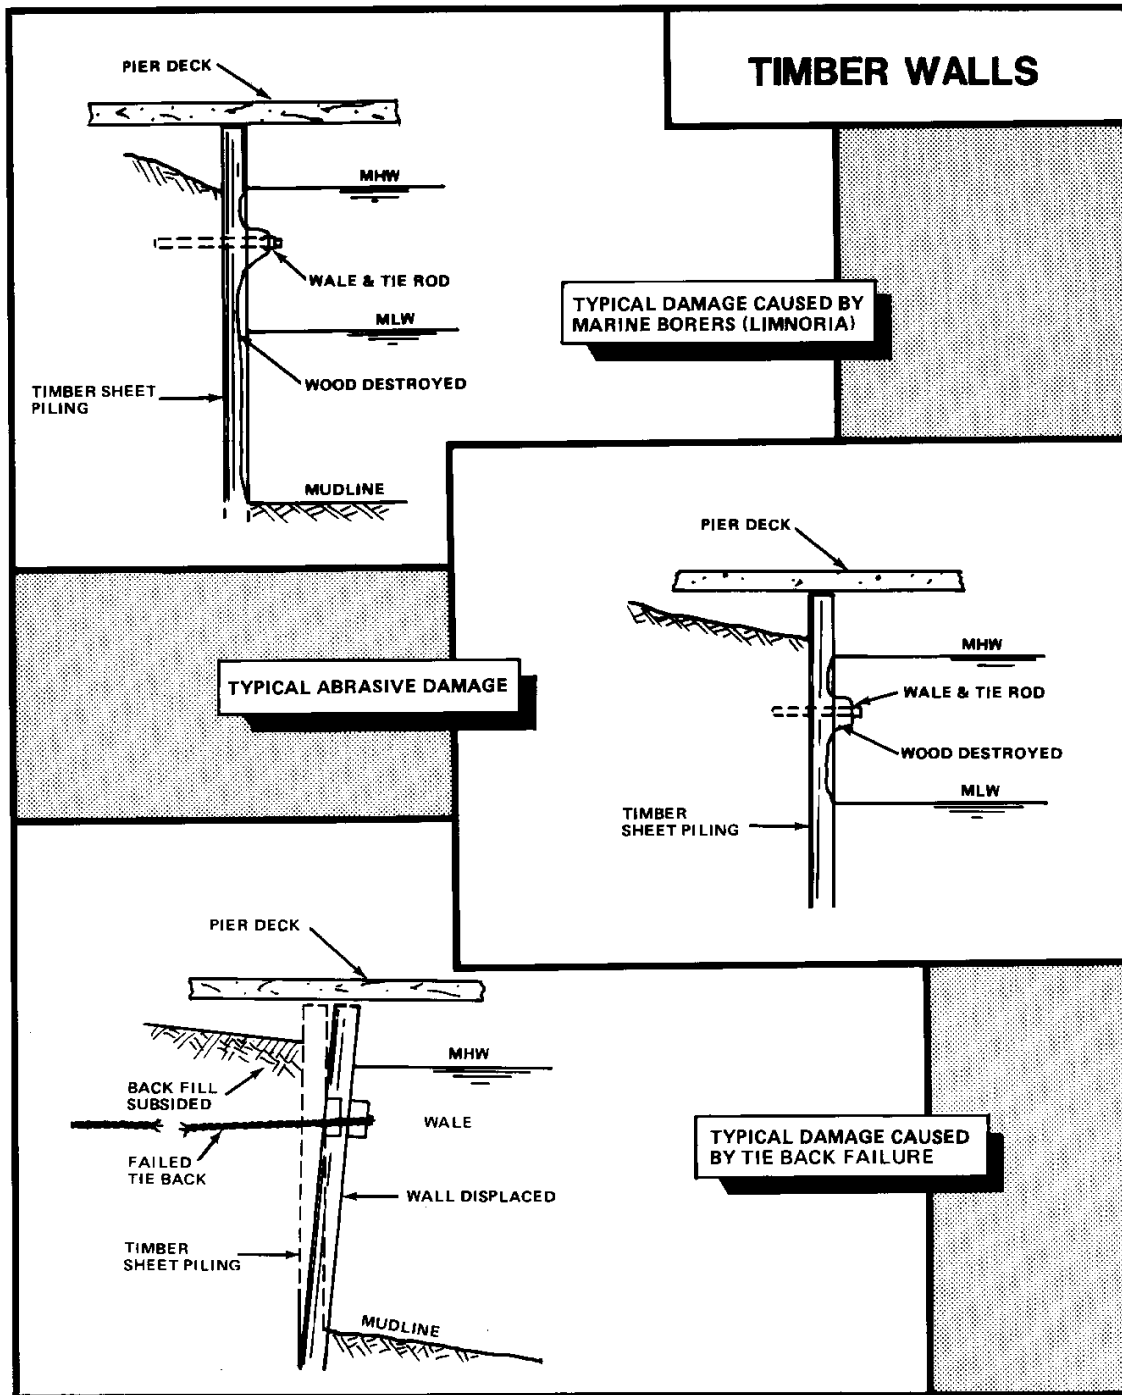 TIMBER WALLS
PIER DECK
MHW
WALE & TIE ROD
MLW
WOOD DESTROYED
TIMBER SHEET
PILING
MUDLINE
TYPICAL DAMAGE CAUSED BY
MARINE BORERS (LIMNORIA)
PIER DECK
MHW
WALE & TIE ROD
WOOD DESTROYED
MLW
TIMBER
SHEET PILING
TYPICAL ABRASIVE DAMAGE
PIER DECK
MHW
BACK FILL
SUBSIDED
WALE
FAILED
TIE BACK
WALL DISPLACED
TIMBER
SHEET PILING
MUDLINE
TYPICAL DAMAGE CAUSED
BY TIE BACK FAILURE